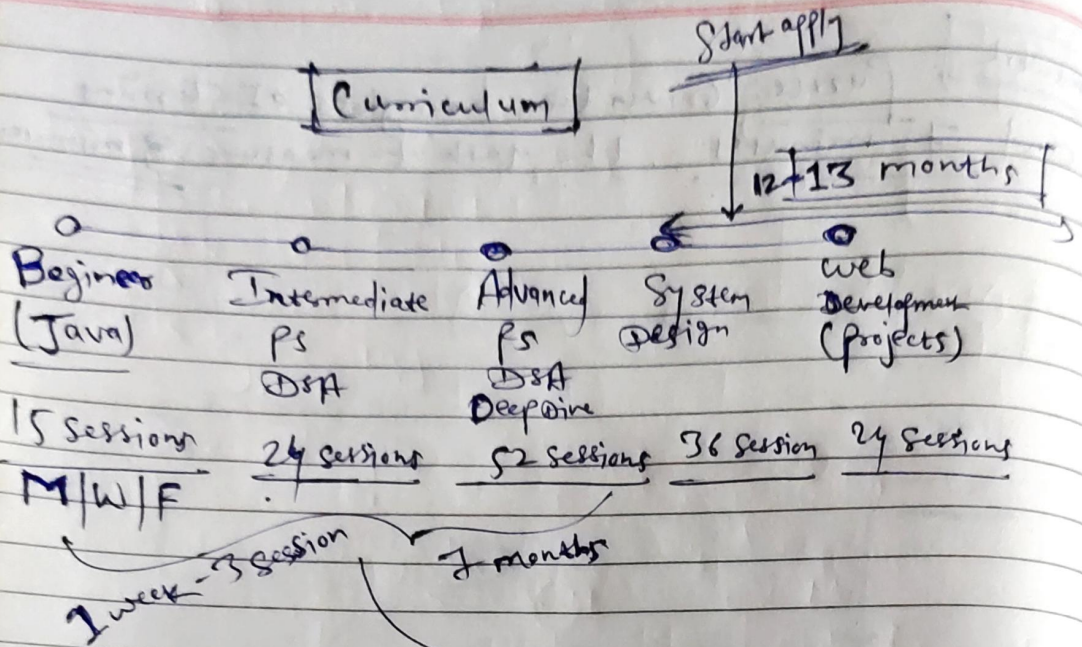 Start apply
Curriculum
12+13 months
Beginner
(Java)
Intermediate
PS
DSA
Advanced
PS
DSA
DeepDive
System
Design
Web
Development
(Projects)
15 Sessions
24 sessions
52 sessions
36 session
24 sessions
M/W/F
1 week - 3 session
7 months